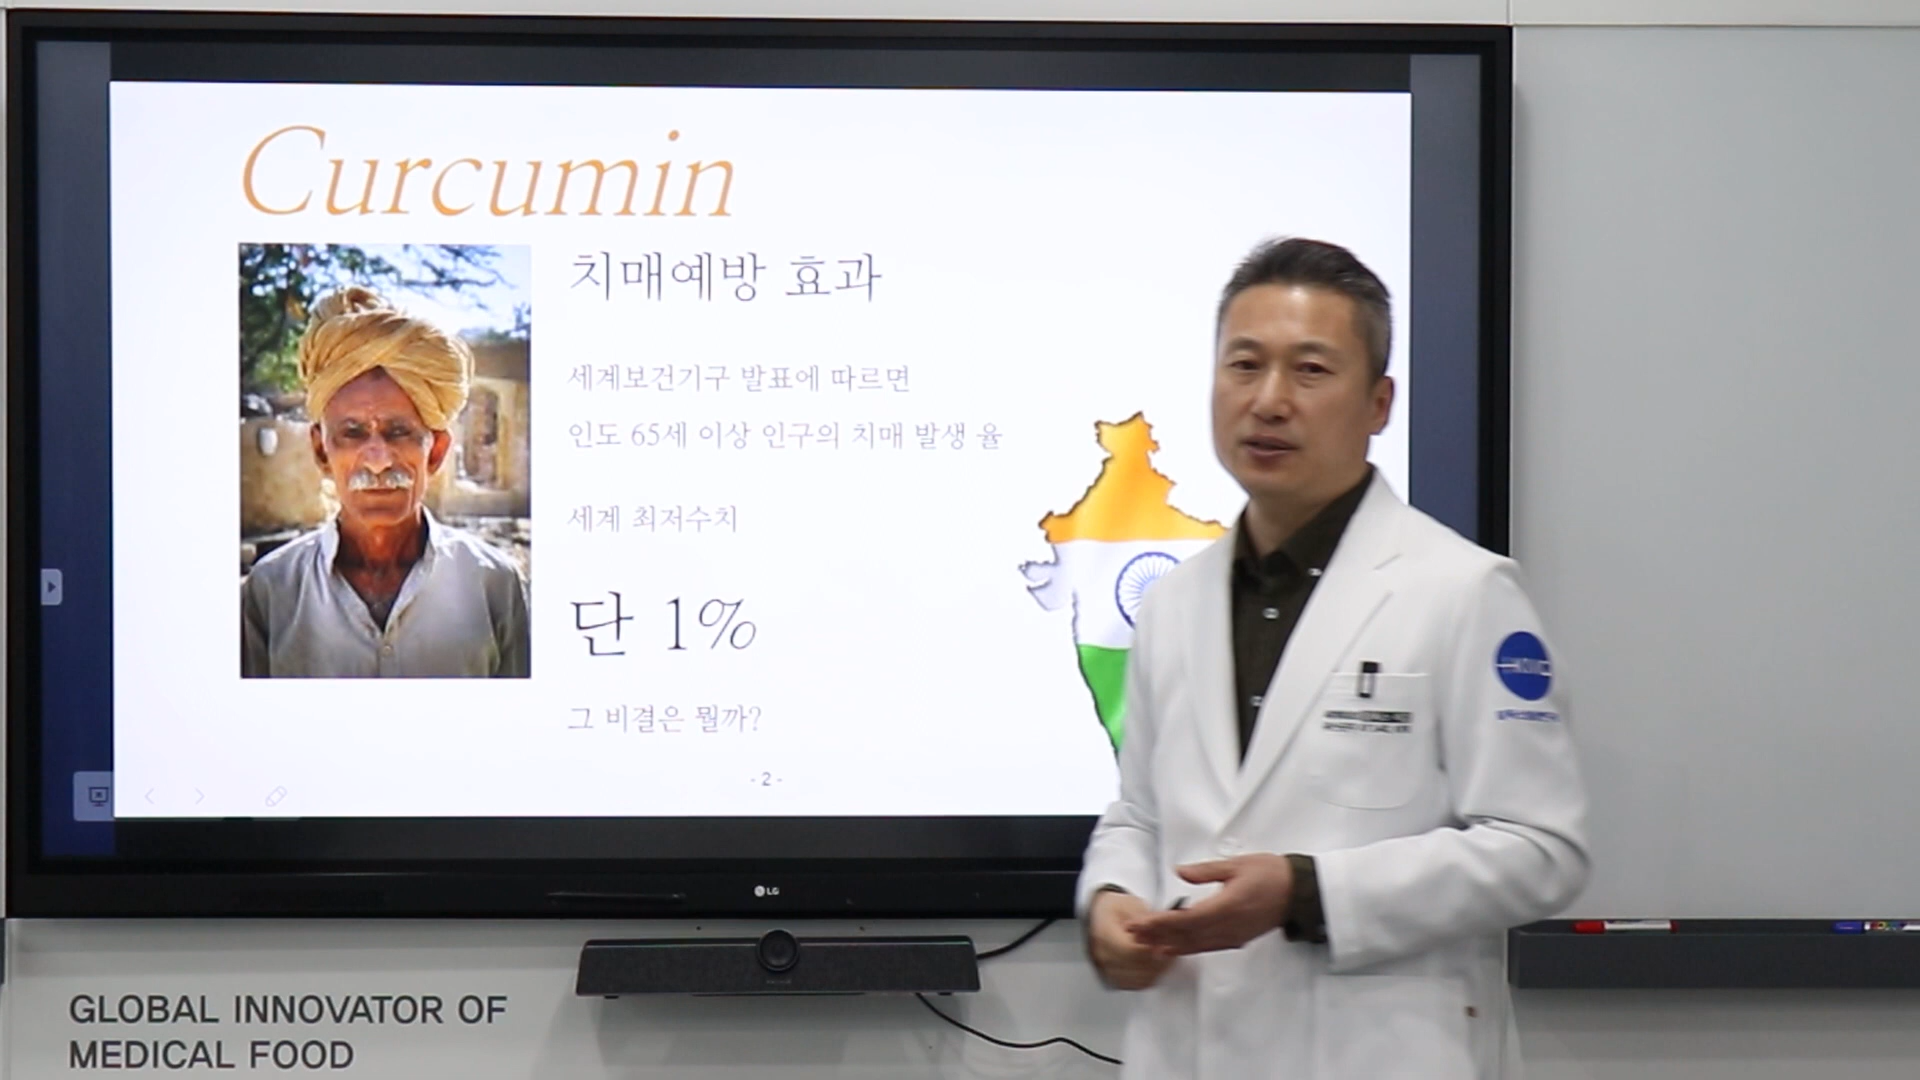 Curcumin
치매예방 효과
세계보건기구 발표에 따르면
인도 65세 이상 인구의 치매 발생 율
세계 최저수치
단 1%
그 비결은 뭘까?
- 2 -
LG
GLOBAL INNOVATOR OF
MEDICAL FOOD